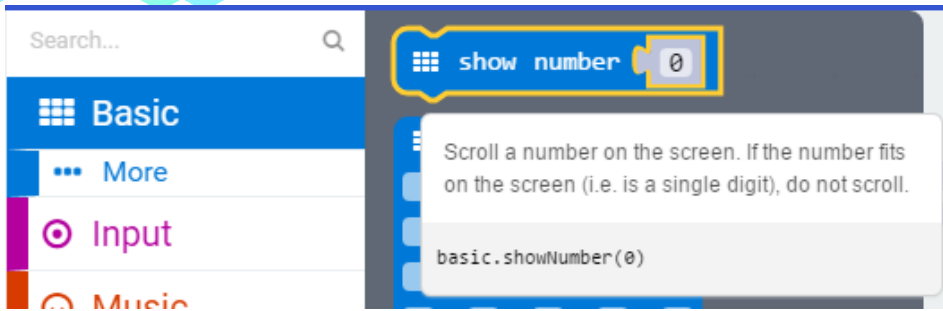 Search...
show number 0
Basic
Scroll a number on the screen. If the number fits
on the screen (i.e. is a single digit), do not scroll.
More
Input
basic.showNumber(0)
Music